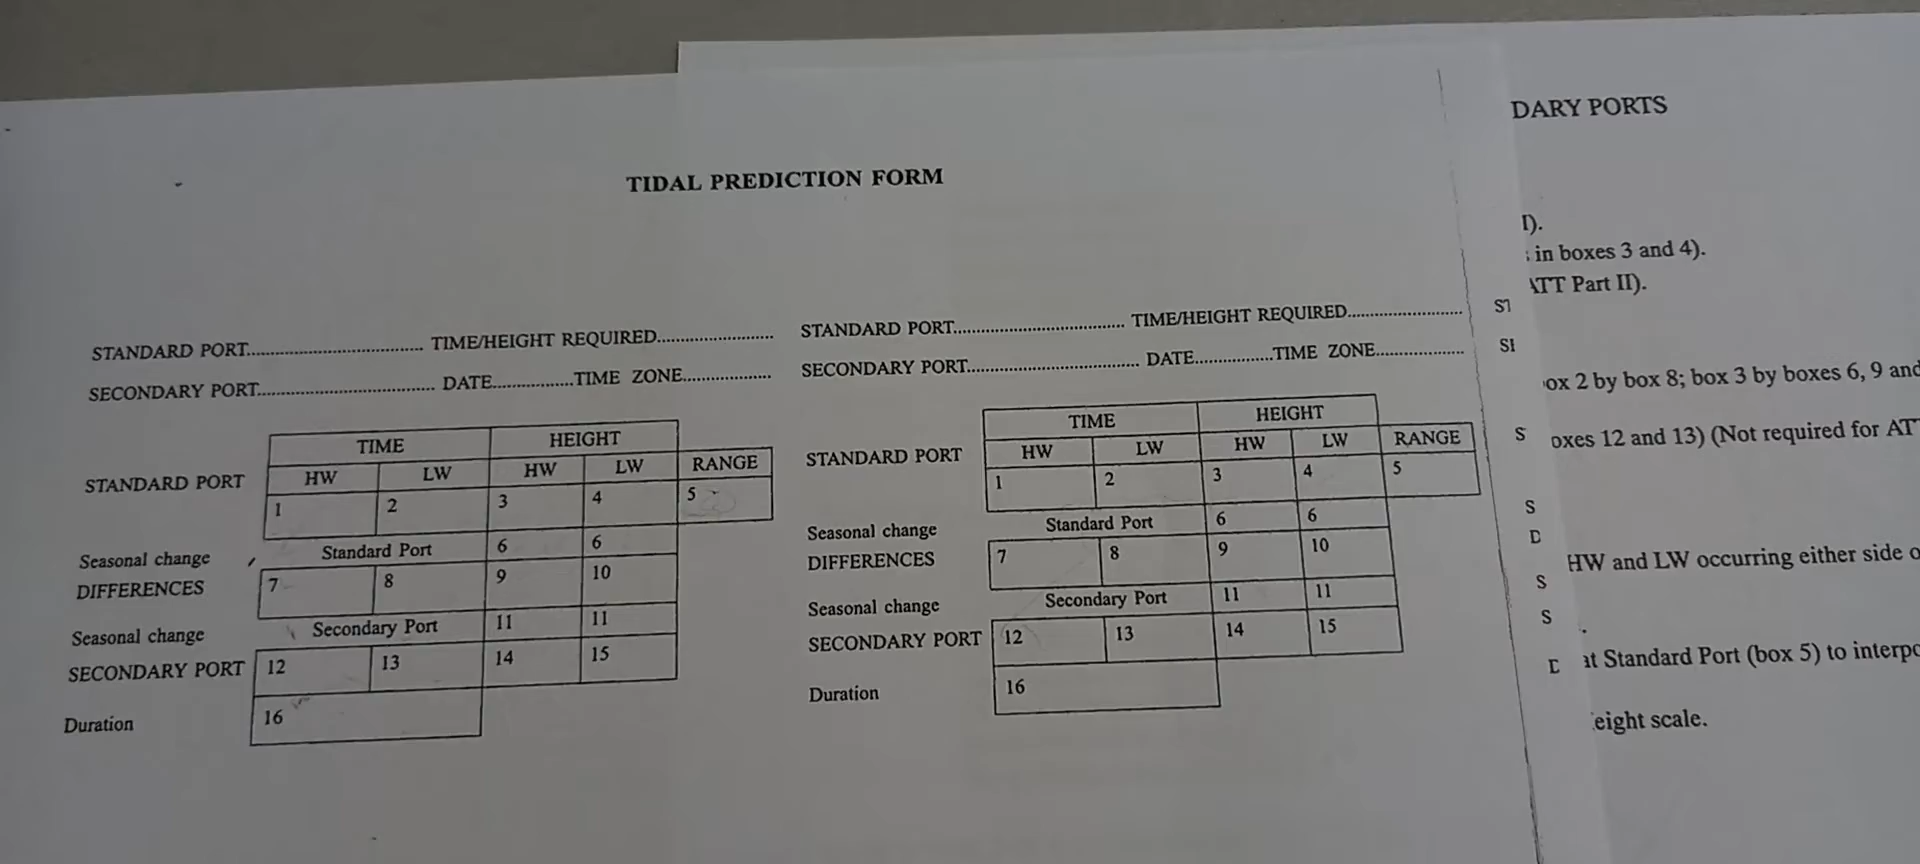 TIDAL PREDICTION FORM
STANDARD PORT.................................. TIME/HEIGHT REQUIRED.......................
SECONDARY PORT.................................. DATE................TIME ZONE..................
TIME HEIGHT
HW LW HW LW RANGE
STANDARD PORT
1 2 3 4 5
Seasonal change Standard Port 6 6
DIFFERENCES 7 8 9 10
Seasonal change Secondary Port 11 11
SECONDARY PORT 12 13 14 15
Duration 16
STANDARD PORT.................................. TIME/HEIGHT REQUIRED.......................
SECONDARY PORT.................................. DATE................TIME ZONE..................
TIME HEIGHT
HW LW HW LW RANGE
STANDARD PORT
1 2 3 4 5
Seasonal change Standard Port 6 6
DIFFERENCES 7 8 9 10
Seasonal change Secondary Port 11 11
SECONDARY PORT 12 13 14 15
Duration 16
S
S
D
S
S
DARY PORTS
I).
in boxes 3 and 4).
ATT Part II).
ox 2 by box 8; box 3 by boxes 6, 9 and
oxes 12 and 13) (Not required for AT
HW and LW occurring either side o
at Standard Port (box 5) to interpo
eight scale.